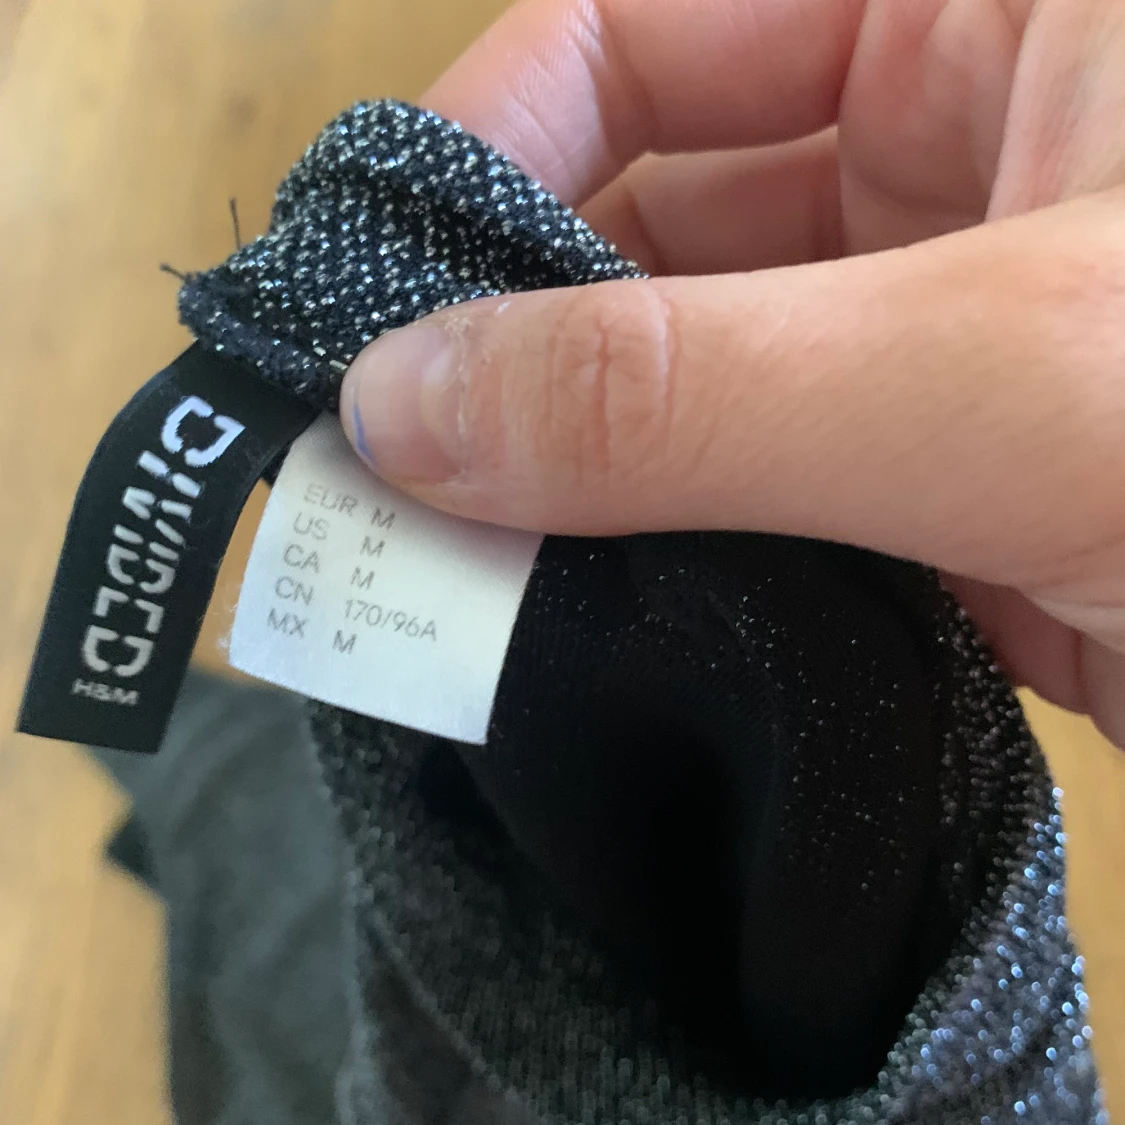 DIVIDED
H&M
EUR M
US M
CA M
CN 170/96A
MX M